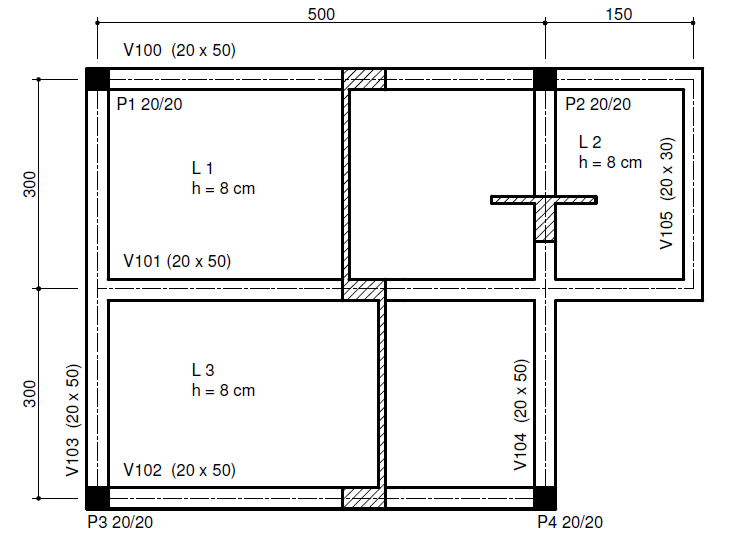 500
150
V100 (20 x 50)
P1 20/20
P2 20/20
L 1
h = 8 cm
L 2
h = 8 cm
300
V105 (20 x 30)
V101 (20 x 50)
L 3
h = 8 cm
300
V103 (20 x 50)
V104 (20 x 50)
V102 (20 x 50)
P3 20/20
P4 20/20